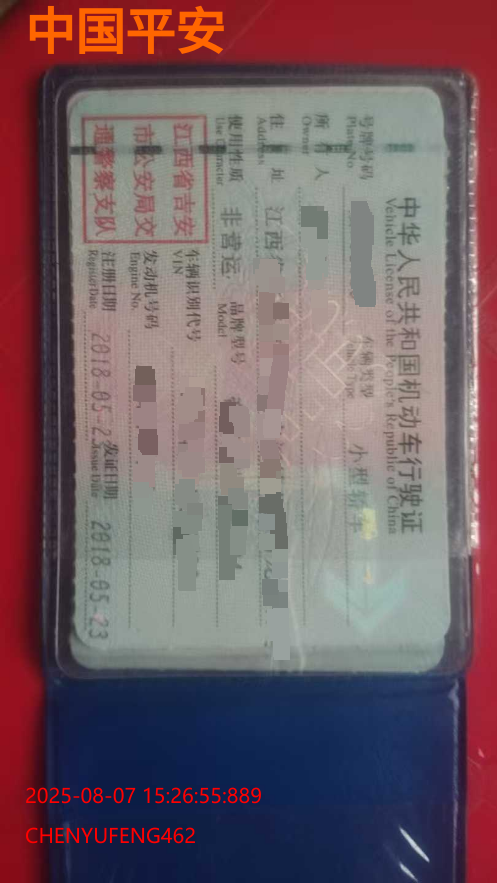 中国平安
中华人民共和国机动车行驶证
Vehicle License of the People's Republic of China
号牌号码
Plate No.
车辆类型
Vehicle Type
小型轿车
所有人
Owner
住址
Address
江西省
使用性质
Use Character
非营运
品牌型号
Model
江西省吉安
市公安局交
通警察支队
车辆识别代号
VIN
发动机号码
Engine No.
注册日期
Register Date
2018-05-2
发证日期
Issue Date
2018-05-23
2025-08-07 15:26:55:889
CHENYUFENG462